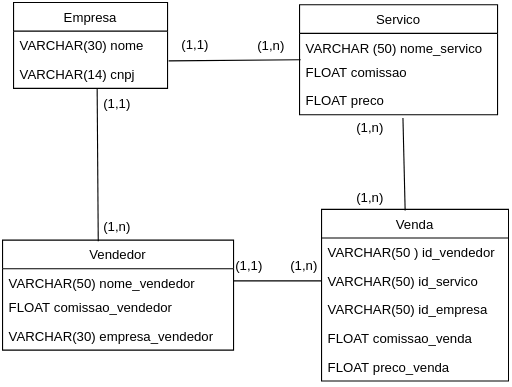 Empresa
VARCHAR(30) nome
VARCHAR(14) cnpj
(1,1)
(1,n)
Servico
VARCHAR (50) nome_servico
FLOAT comissao
FLOAT preco
(1,1)
(1,n)
(1,n)
(1,n)
Vendedor
VARCHAR(50) nome_vendedor
FLOAT comissao_vendedor
VARCHAR(30) empresa_vendedor
(1,1)
(1,n)
Venda
VARCHAR(50 ) id_vendedor
VARCHAR(50) id_servico
VARCHAR(50) id_empresa
FLOAT comissao_venda
FLOAT preco_venda